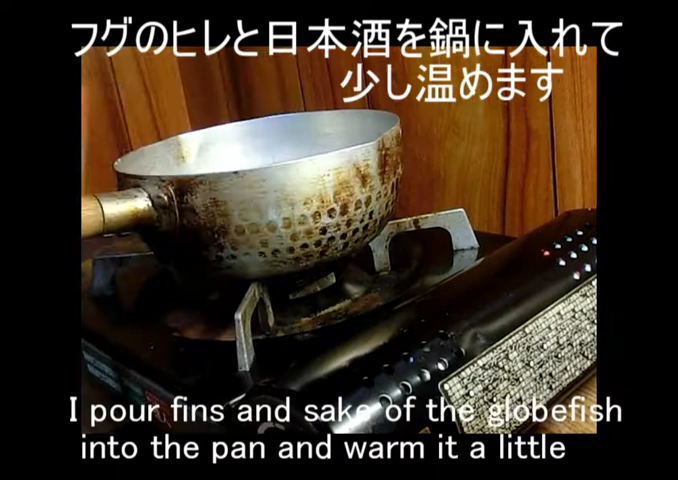 フグのヒレと日本酒を鍋に入れて
少し温めます
I pour fins and sake of the globefish
into the pan and warm it a little